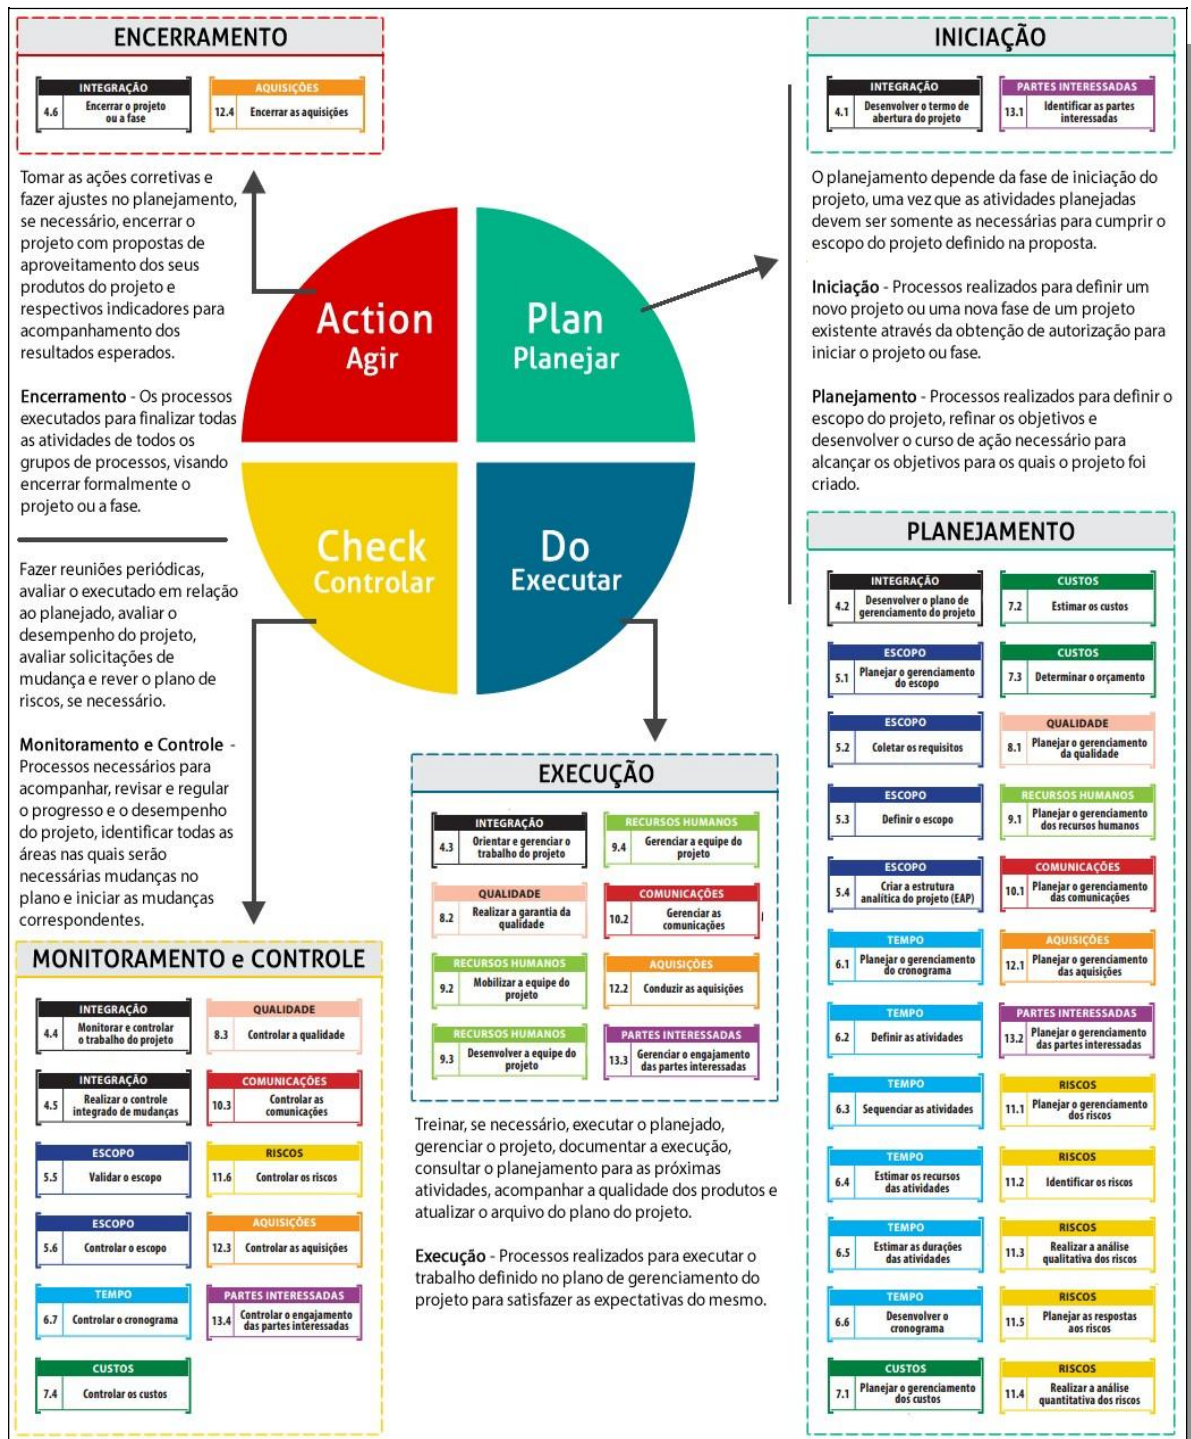 ENCERRAMENTO
INTEGRAÇÃO
4.6
Encerrar o projeto
ou a fase
AQUISIÇÕES
12.4
Encerrar as aquisições
Tomar as ações corretivas e
fazer ajustes no planejamento,
se necessário, encerrar o
projeto com propostas de
aproveitamento dos seus
produtos do projeto e
respectivos indicadores para
acompanhamento dos
resultados esperados.
Encerramento - Os processos
executados para finalizar todas
as atividades de todos os
grupos de processos, visando
encerrar formalmente o
projeto ou a fase.
Fazer reuniões periódicas,
avaliar o executado em relação
ao planejado, avaliar o
desempenho do projeto,
avaliar solicitações de
mudança e rever o plano de
riscos, se necessário.
Monitoramento e Controle -
Processos necessários para
acompanhar, revisar e regular
o progresso e o desempenho
do projeto, identificar todas as
áreas nas quais serão
necessárias mudanças no
plano e iniciar as mudanças
correspondentes.
MONITORAMENTO e CONTROLE
INTEGRAÇÃO
4.4
Monitorar e controlar
o trabalho do projeto
QUALIDADE
8.3
Controlar a qualidade
INTEGRAÇÃO
4.5
Realizar o controle
integrado de mudanças
COMUNICAÇÕES
10.3
Controlar as
comunicações
ESCOPO
5.5
Validar o escopo
RISCOS
11.6
Controlar os riscos
ESCOPO
5.6
Controlar o escopo
AQUISIÇÕES
12.3
Controlar as aquisições
TEMPO
6.7
Controlar o cronograma
PARTES INTERESSADAS
13.4
Controlar o engajamento
das partes interessadas
CUSTOS
7.4
Controlar os custos
Action
Agir
Plan
Planejar
Check
Controlar
Do
Executar
EXECUÇÃO
INTEGRAÇÃO
4.3
Orientar e gerenciar o
trabalho do projeto
RECURSOS HUMANOS
9.4
Gerenciar a equipe do
projeto
QUALIDADE
8.2
Realizar a garantia da
qualidade
COMUNICAÇÕES
10.2
Gerenciar as
comunicações
RECURSOS HUMANOS
9.2
Mobilizar a equipe do
projeto
AQUISIÇÕES
12.2
Conduzir as aquisições
RECURSOS HUMANOS
9.3
Desenvolver a equipe do
projeto
PARTES INTERESSADAS
13.3
Gerenciar o engajamento
das partes interessadas
Treinar, se necessário, executar o planejado,
gerenciar o projeto, documentar a execução,
consultar o planejamento para as próximas
atividades, acompanhar a qualidade dos produtos e
atualizar o arquivo do plano do projeto.
Execução - Processos realizados para executar o
trabalho definido no plano de gerenciamento do
projeto para satisfazer as expectativas do mesmo.
INICIAÇÃO
INTEGRAÇÃO
4.1
Desenvolver o termo de
abertura do projeto
PARTES INTERESSADAS
13.1
Identificar as partes
interessadas
O planejamento depende da fase de iniciação do
projeto, uma vez que as atividades planejadas
devem ser somente as necessárias para cumprir o
escopo do projeto definido na proposta.
Iniciação - Processos realizados para definir um
novo projeto ou uma nova fase de um projeto
existente através da obtenção de autorização para
iniciar o projeto ou fase.
Planejamento - Processos realizados para definir o
escopo do projeto, refinar os objetivos e
desenvolver o curso de ação necessário para
alcançar os objetivos para os quais o projeto foi
criado.
PLANEJAMENTO
INTEGRAÇÃO
4.2
Desenvolver o plano de
gerenciamento do projeto
CUSTOS
7.2
Estimar os custos
ESCOPO
5.1
Planejar o gerenciamento
do escopo
CUSTOS
7.3
Determinar o orçamento
ESCOPO
5.2
Coletar os requisitos
QUALIDADE
8.1
Planejar o gerenciamento
da qualidade
ESCOPO
5.3
Definir o escopo
RECURSOS HUMANOS
9.1
Planejar o gerenciamento
dos recursos humanos
ESCOPO
5.4
Criar a estrutura
analítica do projeto (EAP)
COMUNICAÇÕES
10.1
Planejar o gerenciamento
das comunicações
TEMPO
6.1
Planejar o gerenciamento
do cronograma
AQUISIÇÕES
12.1
Planejar o gerenciamento
das aquisições
TEMPO
6.2
Definir as atividades
PARTES INTERESSADAS
13.2
Planejar o gerenciamento
das partes interessadas
TEMPO
6.3
Sequenciar as atividades
RISCOS
11.1
Planejar o gerenciamento
dos riscos
TEMPO
6.4
Estimar os recursos
das atividades
RISCOS
11.2
Identificar os riscos
TEMPO
6.5
Estimar as durações
das atividades
RISCOS
11.3
Realizar a análise
qualitativa dos riscos
TEMPO
6.6
Desenvolver o
cronograma
RISCOS
11.5
Planejar as respostas
aos riscos
CUSTOS
7.1
Planejar o gerenciamento
dos custos
RISCOS
11.4
Realizar a análise
quantitativa dos riscos